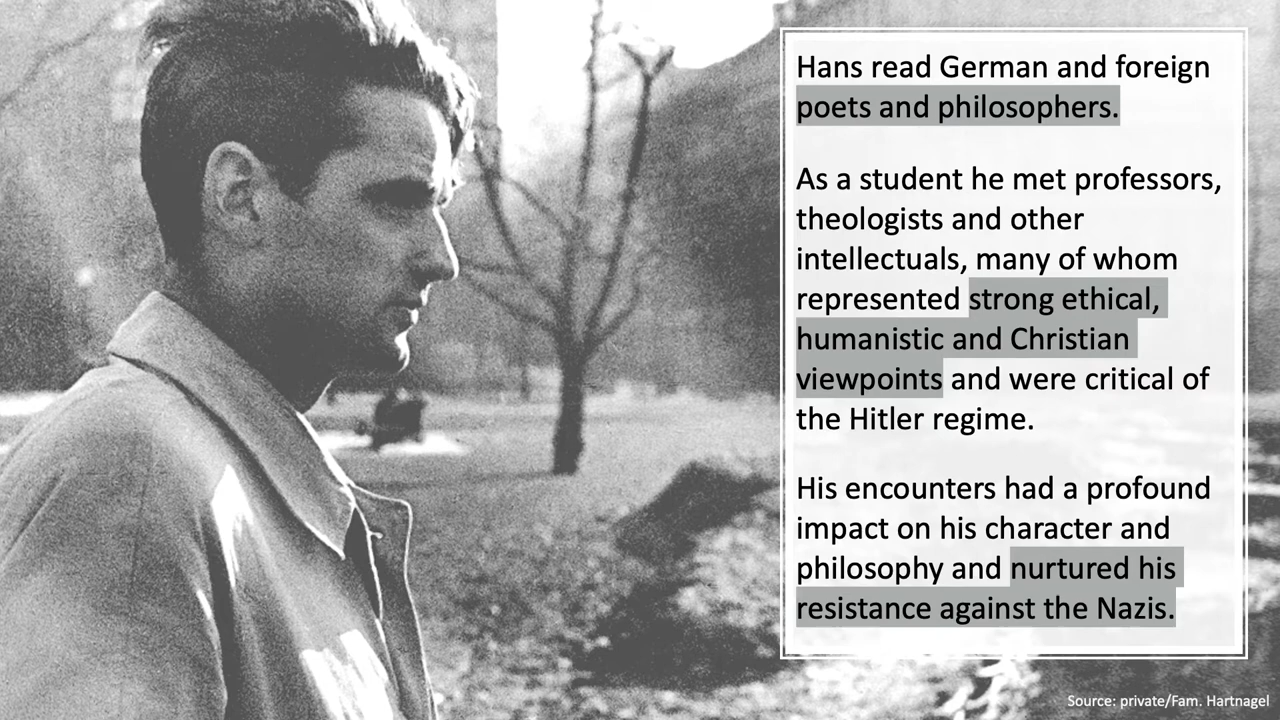 Hans read German and foreign
poets and philosophers.
As a student he met professors,
theologists and other
intellectuals, many of whom
represented strong ethical,
humanistic and Christian
viewpoints and were critical of
the Hitler regime.
His encounters had a profound
impact on his character and
philosophy and nurtured his
resistance against the Nazis.
Source: private/Fam. Hartnagel